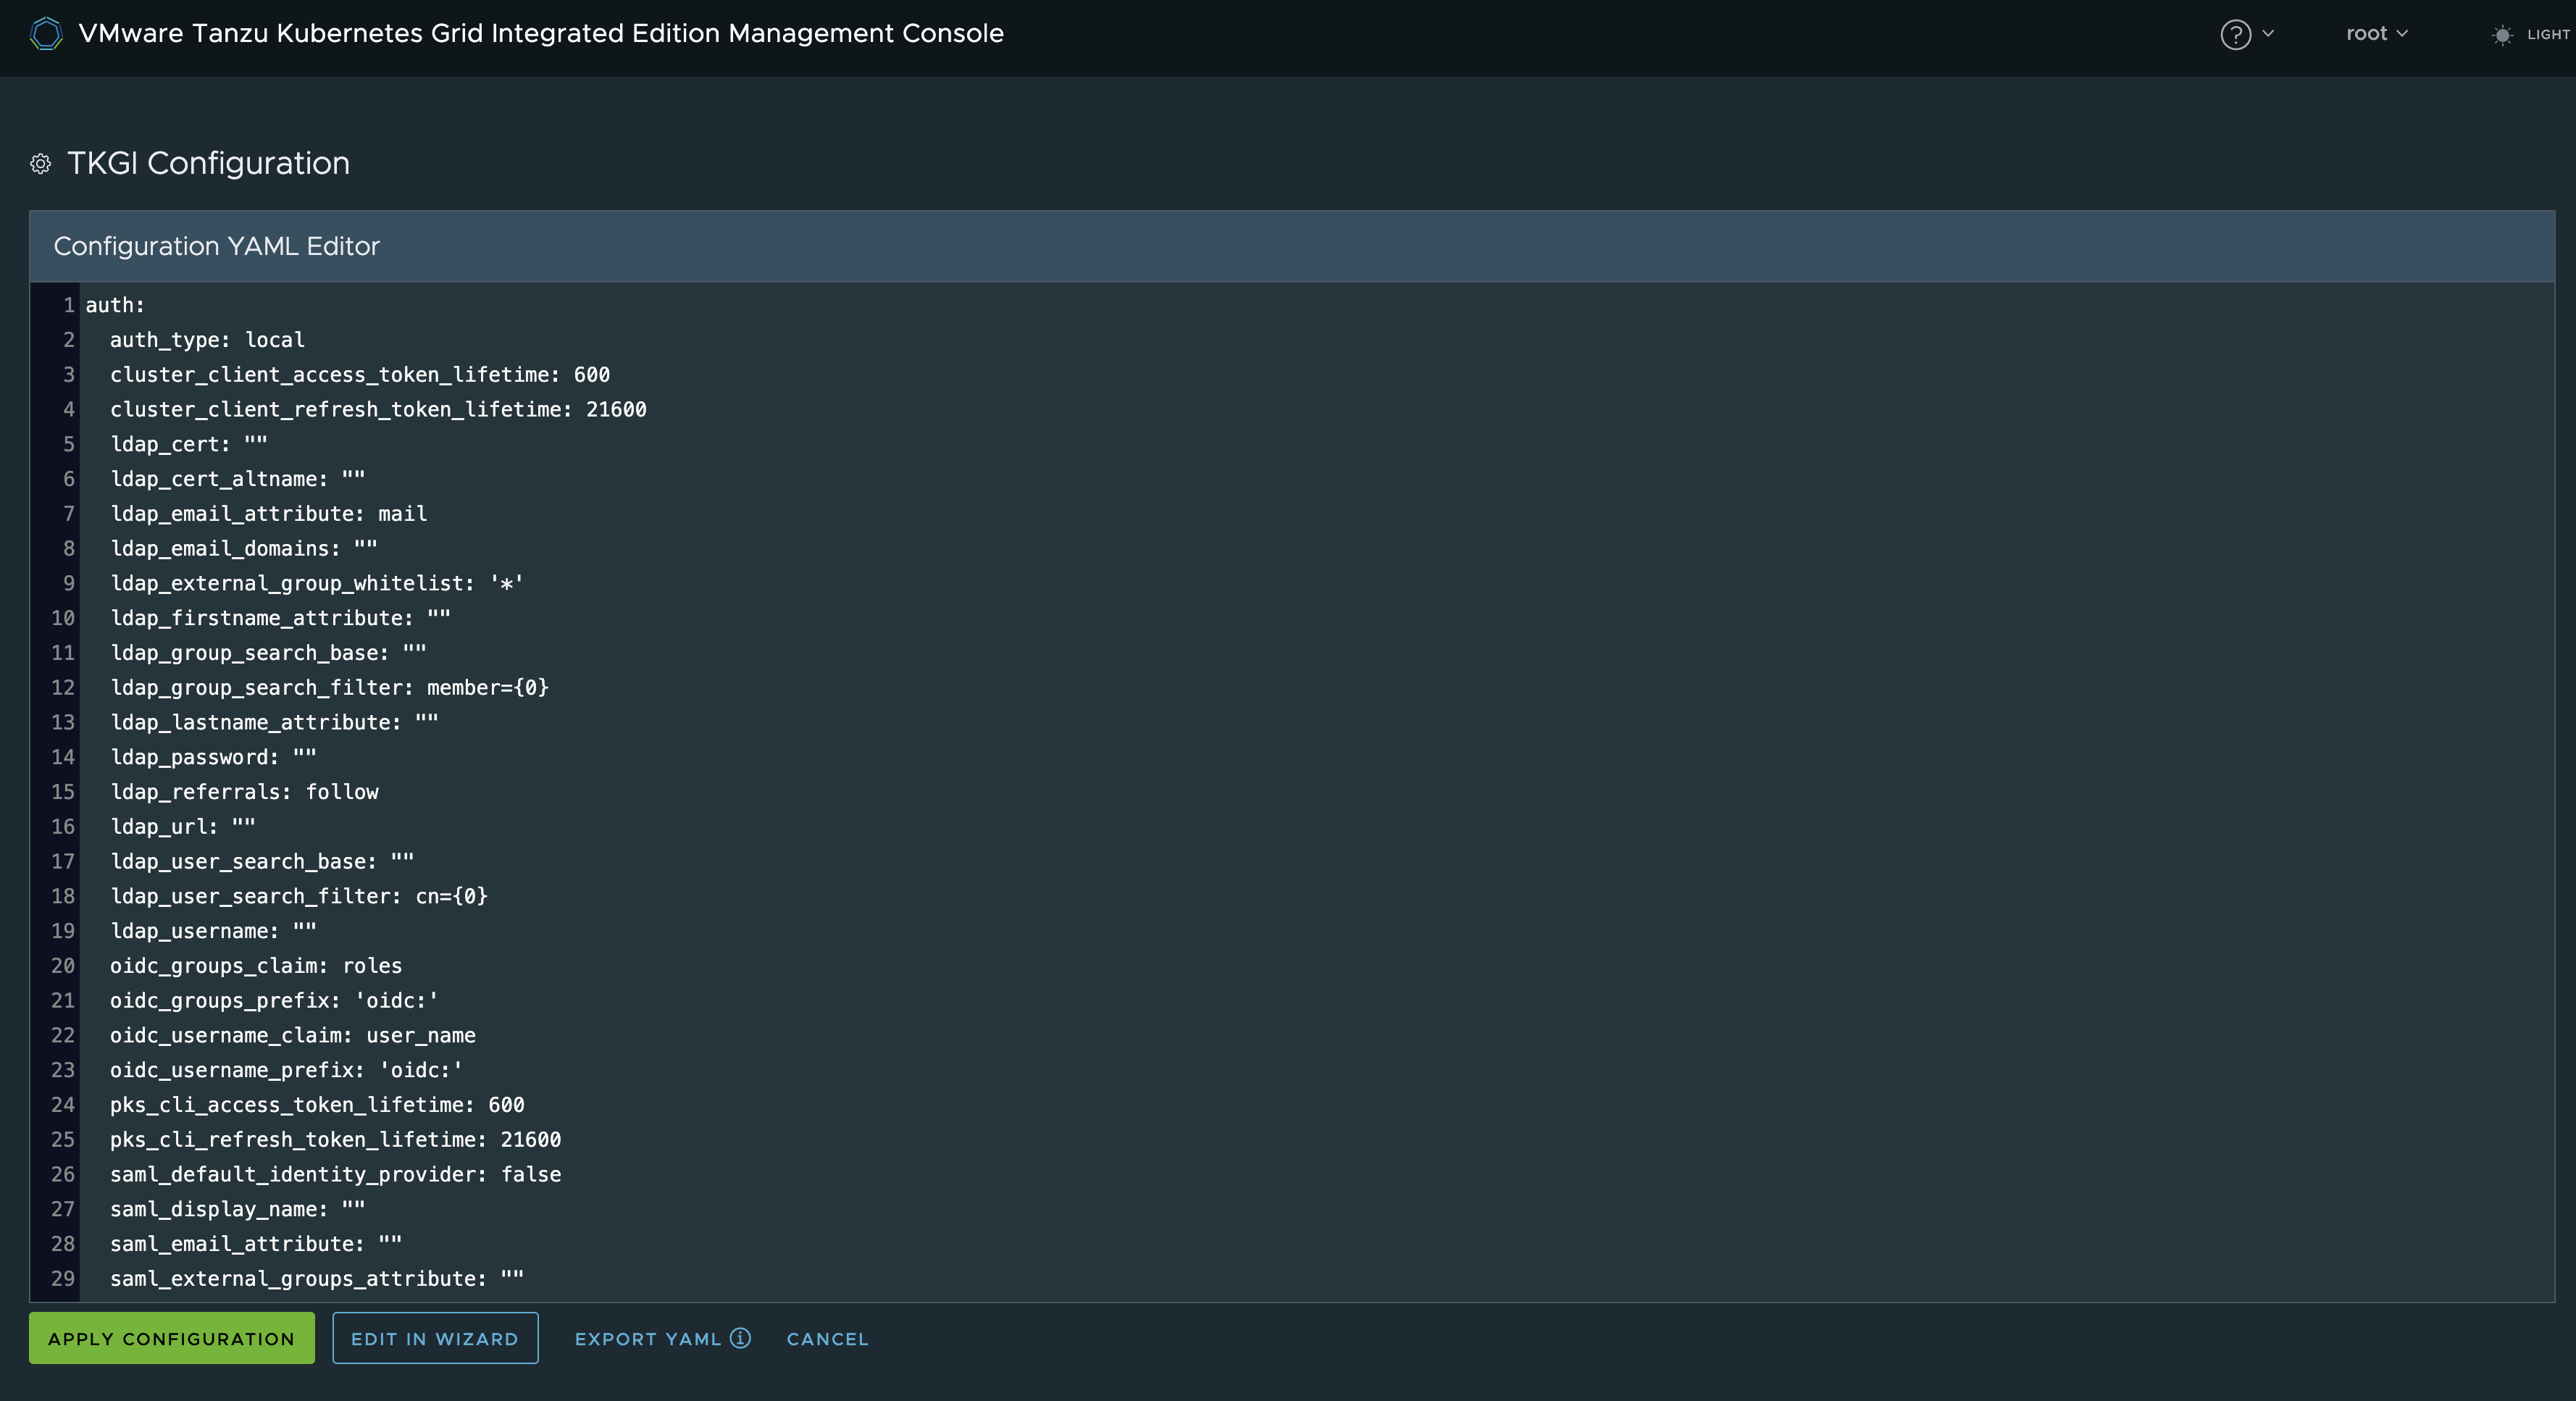 VMware Tanzu Kubernetes Grid Integrated Edition Management Console
? root LIGHT
TKGI Configuration
Configuration YAML Editor
1 auth:
2   auth_type: local
3   cluster_client_access_token_lifetime: 600
4   cluster_client_refresh_token_lifetime: 21600
5   ldap_cert: ""
6   ldap_cert_altname: ""
7   ldap_email_attribute: mail
8   ldap_email_domains: ""
9   ldap_external_group_whitelist: '*'
10   ldap_firstname_attribute: ""
11   ldap_group_search_base: ""
12   ldap_group_search_filter: member={0}
13   ldap_lastname_attribute: ""
14   ldap_password: ""
15   ldap_referrals: follow
16   ldap_url: ""
17   ldap_user_search_base: ""
18   ldap_user_search_filter: cn={0}
19   ldap_username: ""
20   oidc_groups_claim: roles
21   oidc_groups_prefix: 'oidc:'
22   oidc_username_claim: user_name
23   oidc_username_prefix: 'oidc:'
24   pks_cli_access_token_lifetime: 600
25   pks_cli_refresh_token_lifetime: 21600
26   saml_default_identity_provider: false
27   saml_display_name: ""
28   saml_email_attribute: ""
29   saml_external_groups_attribute: ""
APPLY CONFIGURATION EDIT IN WIZARD EXPORT YAML CANCEL